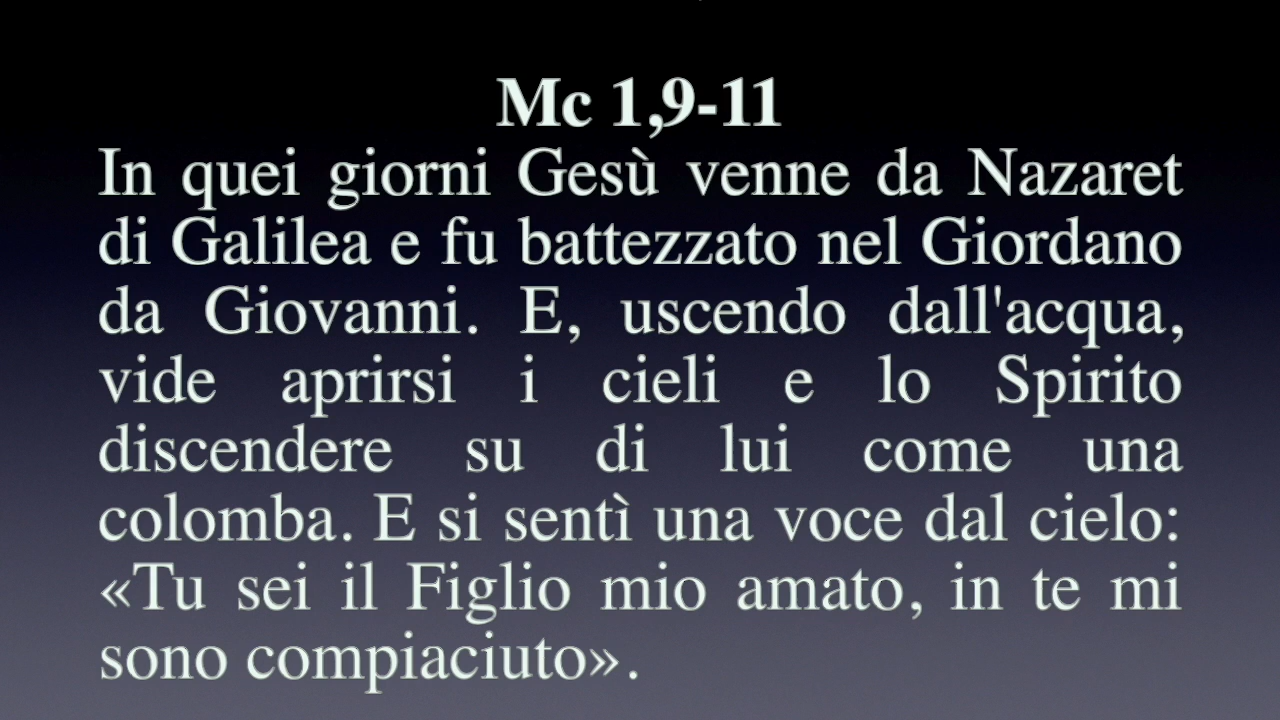 Mc 1,9-11
In quei giorni Gesù venne da Nazaret
di Galilea e fu battezzato nel Giordano
da Giovanni. E, uscendo dall'acqua,
vide aprirsi i cieli e lo Spirito
discendere su di lui come una
colomba. E si sentì una voce dal cielo:
«Tu sei il Figlio mio amato, in te mi
sono compiaciuto».